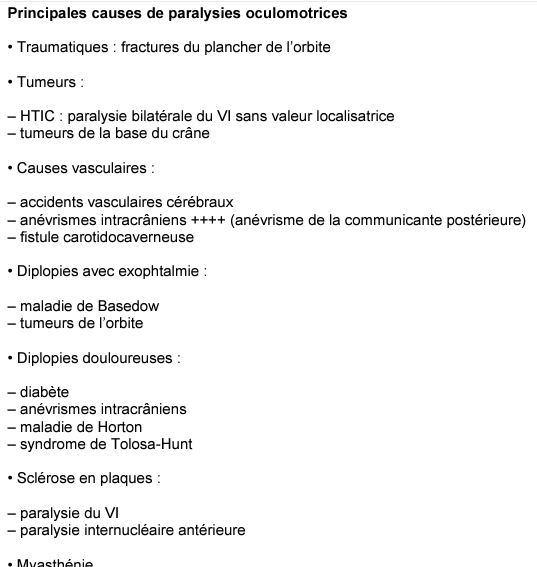 Principales causes de paralysies oculomotrices
• Traumatiques : fractures du plancher de l'orbite
• Tumeurs :
– HTIC : paralysie bilatérale du VI sans valeur localisatrice
– tumeurs de la base du crâne
• Causes vasculaires :
– accidents vasculaires cérébraux
– anévrismes intracrâniens ++++ (anévrisme de la communicante postérieure)
– fistule carotidocaverneuse
• Diplopies avec exophtalmie :
– maladie de Basedow
– tumeurs de l'orbite
• Diplopies douloureuses :
– diabète
– anévrismes intracrâniens
– maladie de Horton
– syndrome de Tolosa-Hunt
• Sclérose en plaques :
– paralysie du VI
– paralysie internucléaire antérieure
• Myasthénie